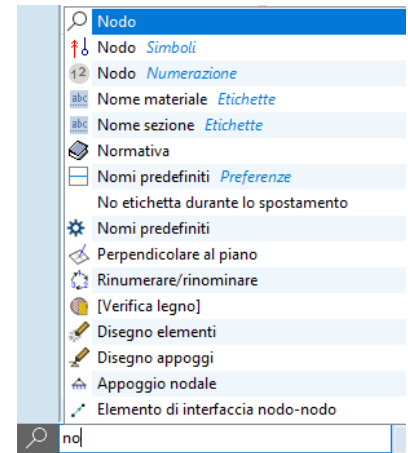 Nodo
Nodo Simboli
12 Nodo Numerazione
abc Nome materiale Etichette
abc Nome sezione Etichette
Normativa
Nomi predefiniti Preferenze
No etichetta durante lo spostamento
Nomi predefiniti
Perpendicolare al piano
Rinumerare/rinominare
[Verifica legno]
Disegno elementi
Disegno appoggi
Appoggio nodale
Elemento di interfaccia nodo-nodo
no